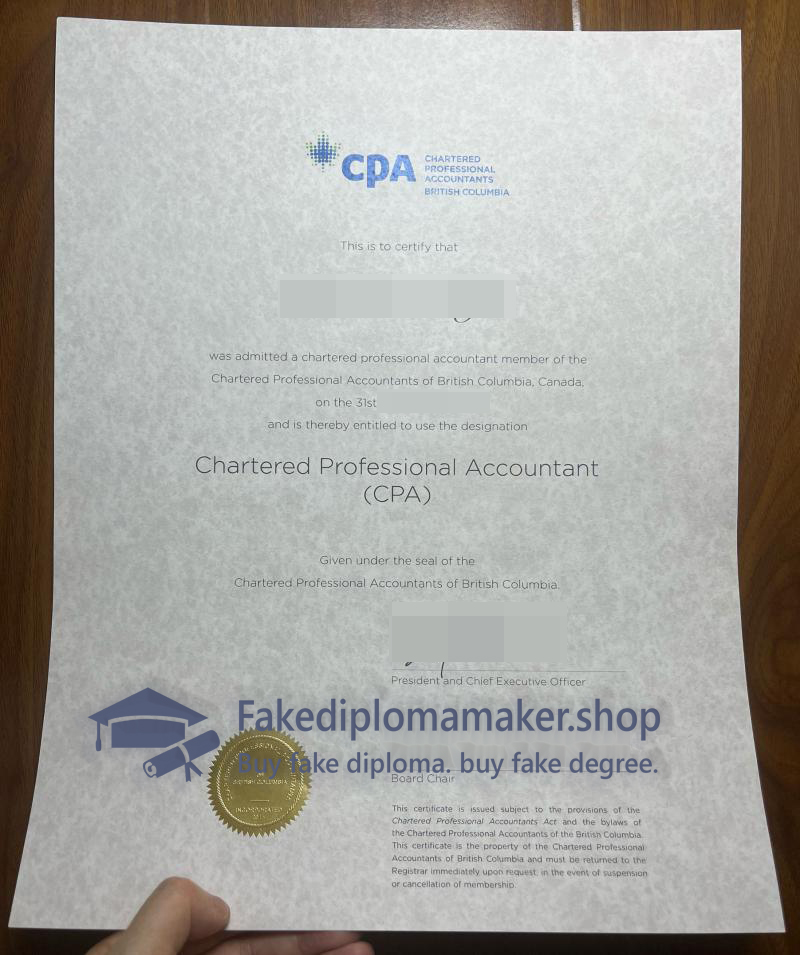 cpa CHARTERED
PROFESSIONAL
ACCOUNTANTS
BRITISH COLUMBIA
This is to certify that
was admitted a chartered professional accountant member of the
Chartered Professional Accountants of British Columbia, Canada,
on the 31st
and is thereby entitled to use the designation
Chartered Professional Accountant
(CPA)
Given under the seal of the
Chartered Professional Accountants of British Columbia.
President and Chief Executive Officer
Fakediplomamaker.shop
Buy fake diploma. buy fake degree.
BRITISH COLUMBIA
INCORPORATED
Board Chair
This certificate is issued subject to the provisions of the
Chartered Professional Accountants Act and the bylaws of
the Chartered Professional Accountants of the British Columbia.
This certificate is the property of the Chartered Professional
Accountants of British Columbia and must be returned to the
Registrar immediately upon request, in the event of suspension
or cancellation of membership.